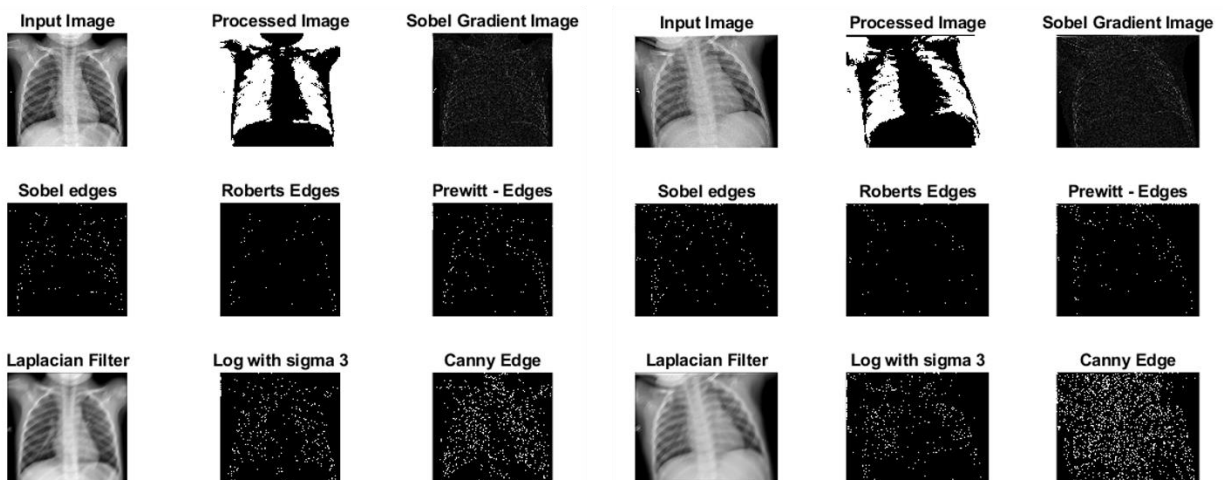 Input Image
Processed Image
Sobel Gradient Image
Input Image
Processed Image
Sobel Gradient Image
Sobel edges
Roberts Edges
Prewitt - Edges
Sobel edges
Roberts Edges
Prewitt - Edges
Laplacian Filter
Log with sigma 3
Canny Edge
Laplacian Filter
Log with sigma 3
Canny Edge